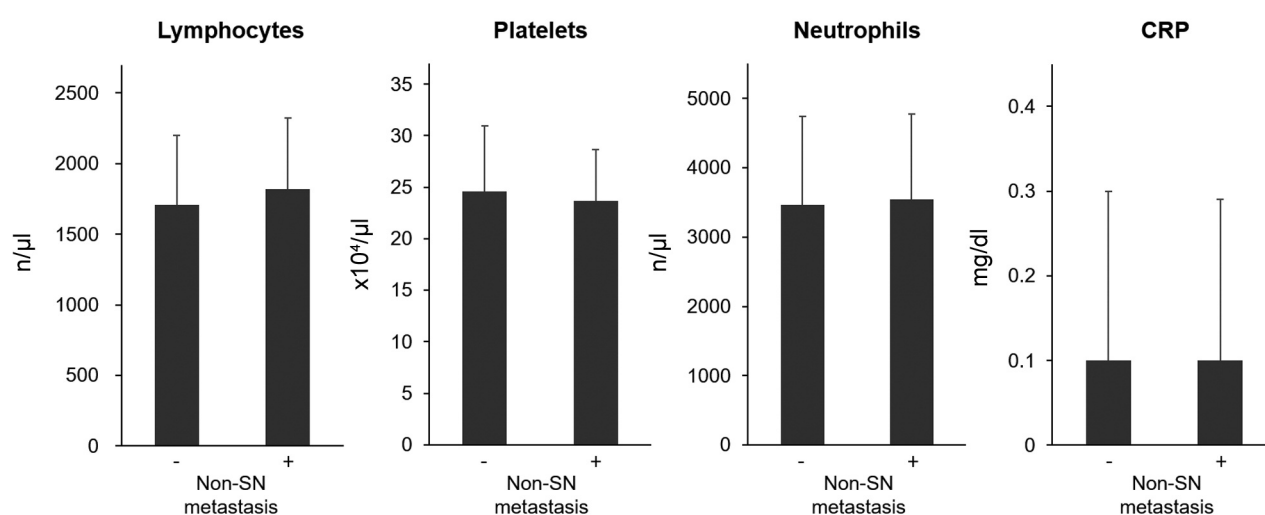 Lymphocytes
n/µl
2500
2000
1500
1000
500
0
- +
Non-SN
metastasis
Platelets
x10⁴/µl
35
30
25
20
15
10
5
0
- +
Non-SN
metastasis
Neutrophils
n/µl
5000
4000
3000
2000
1000
0
- +
Non-SN
metastasis
CRP
mg/dl
0.4
0.3
0.2
0.1
0
- +
Non-SN
metastasis